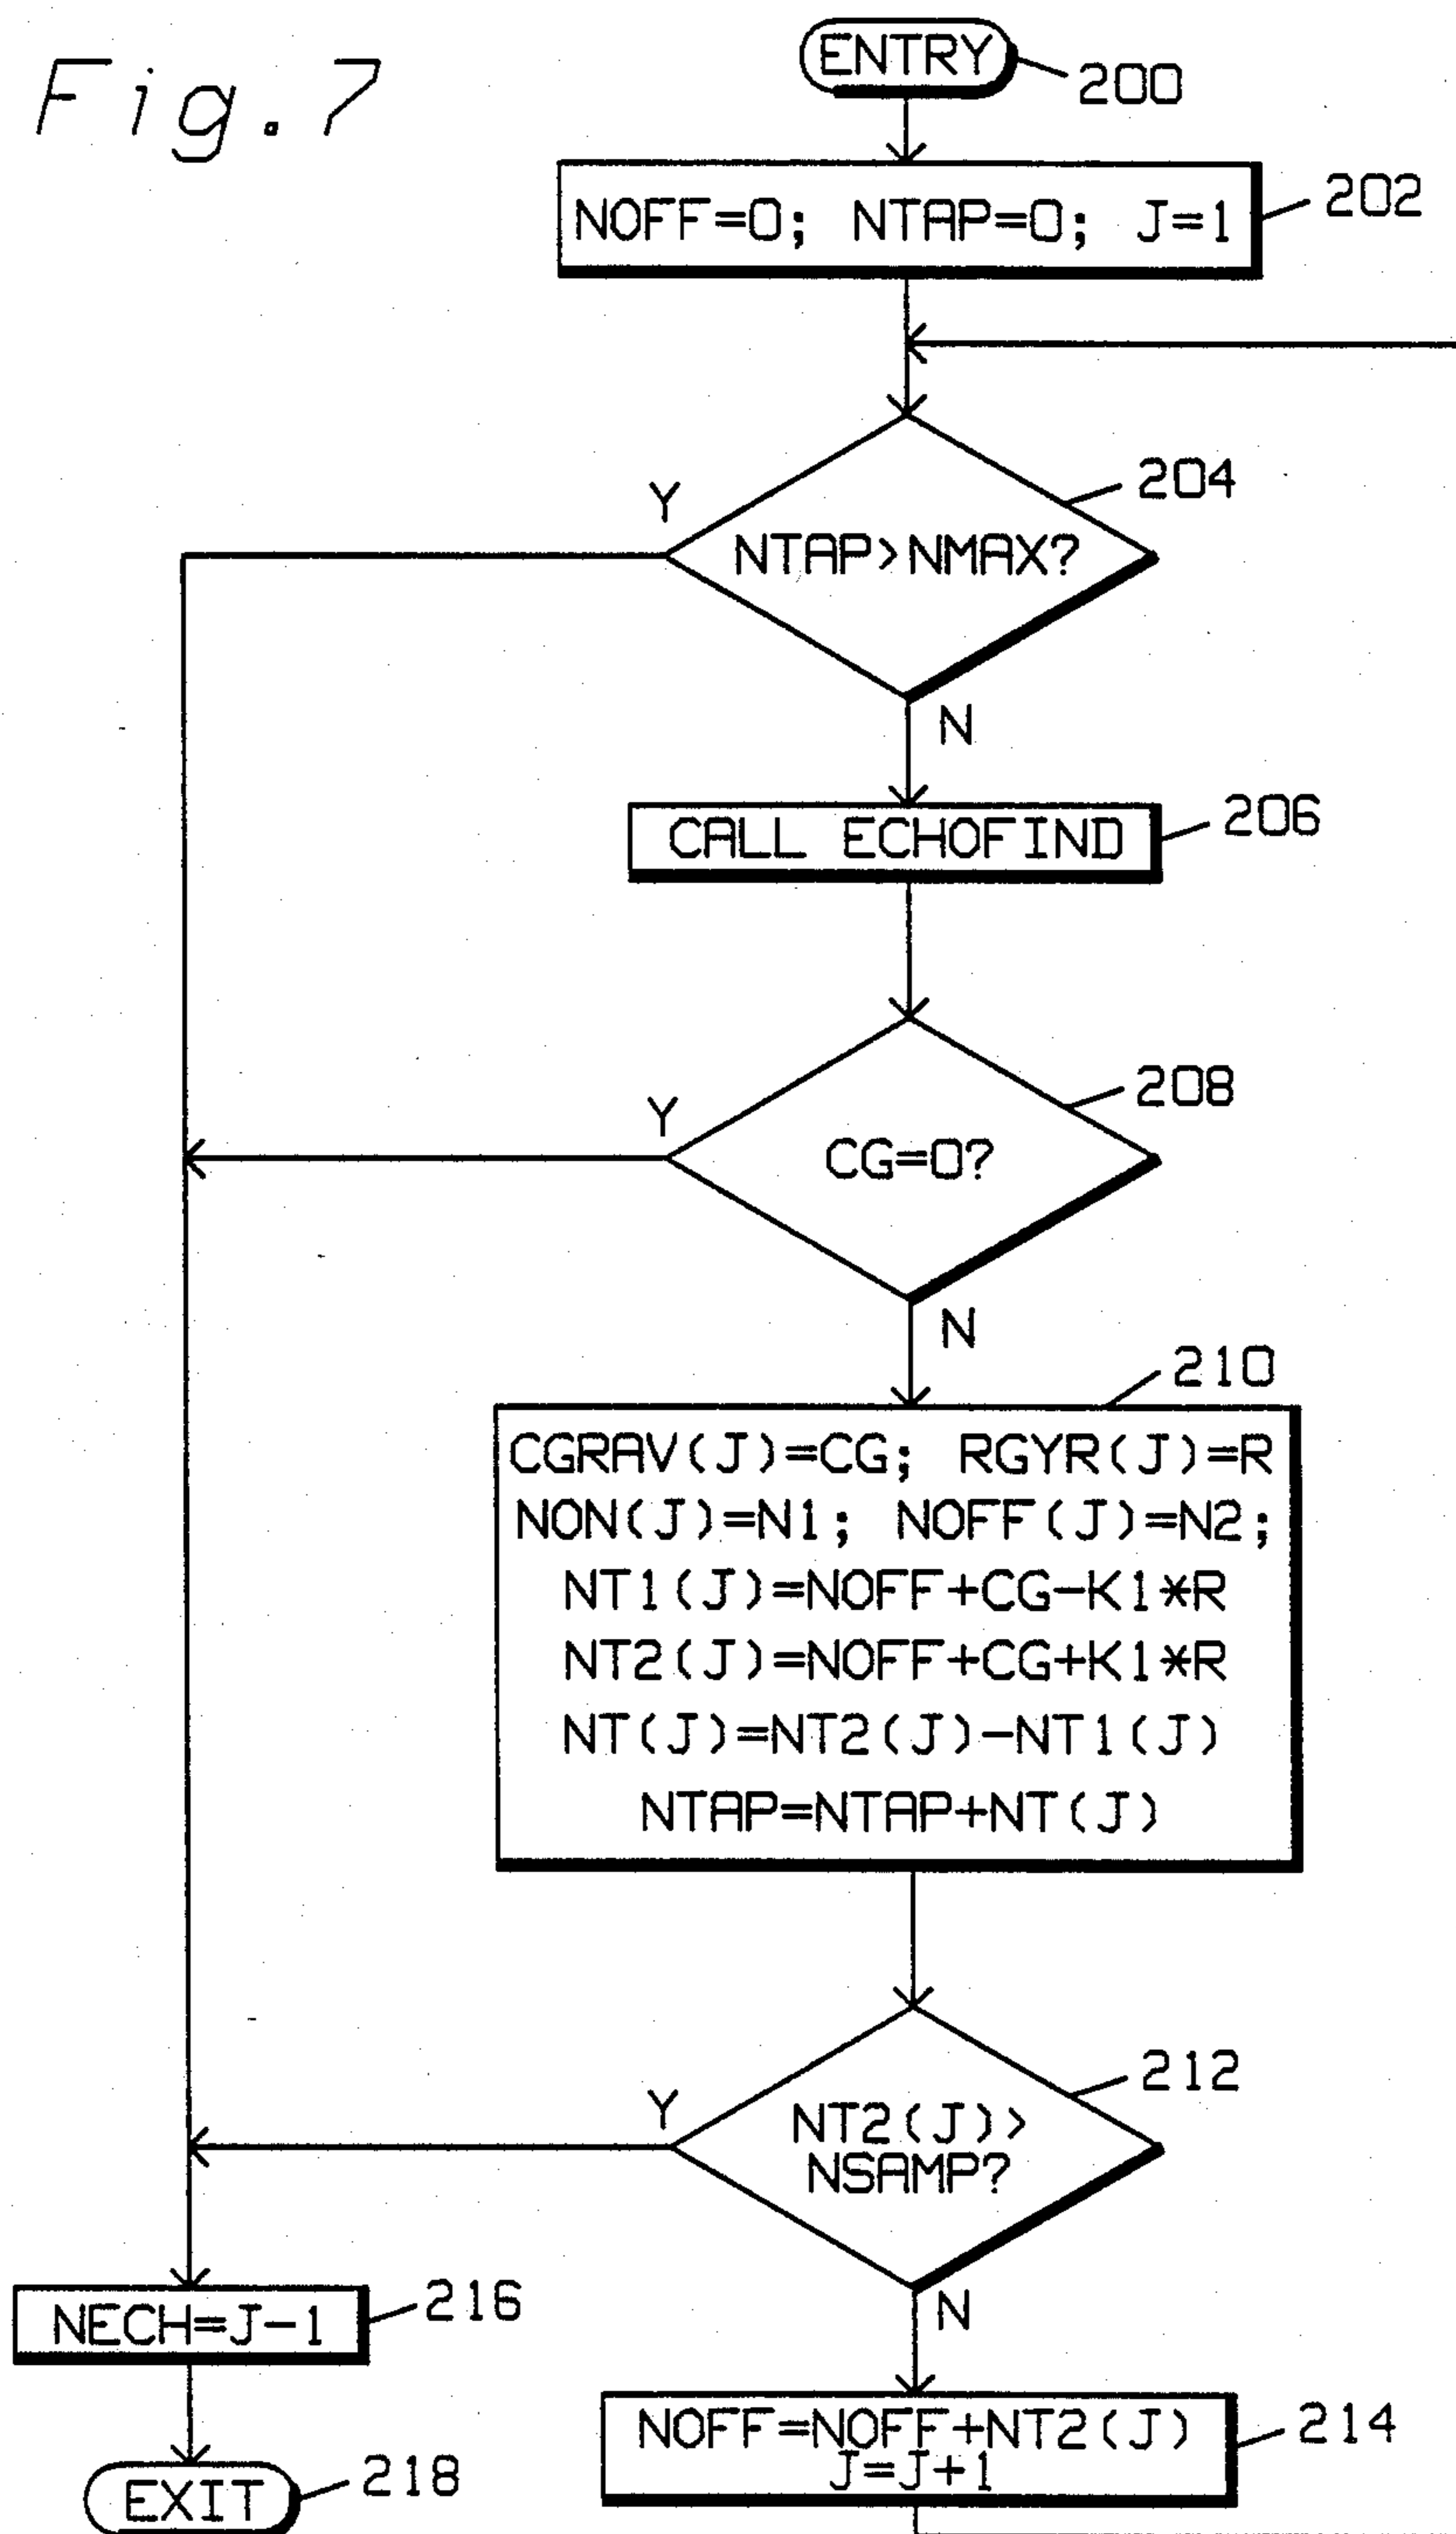 Fig.7
ENTRY
200
NOFF=0; NTAP=0; J=1
202
204
Y
NTAP>NMAX?
N
CALL ECHOFIND
206
208
Y
CG=0?
N
210
CGRAV(J)=CG; RGYR(J)=R
NON(J)=N1; NOFF(J)=N2;
NT1(J)=NOFF+CG-K1*R
NT2(J)=NOFF+CG+K1*R
NT(J)=NT2(J)-NT1(J)
NTAP=NTAP+NT(J)
212
Y
NT2(J)>
NSAMP?
N
NECH=J-1
216
NOFF=NOFF+NT2(J)
J=J+1
214
EXIT
218